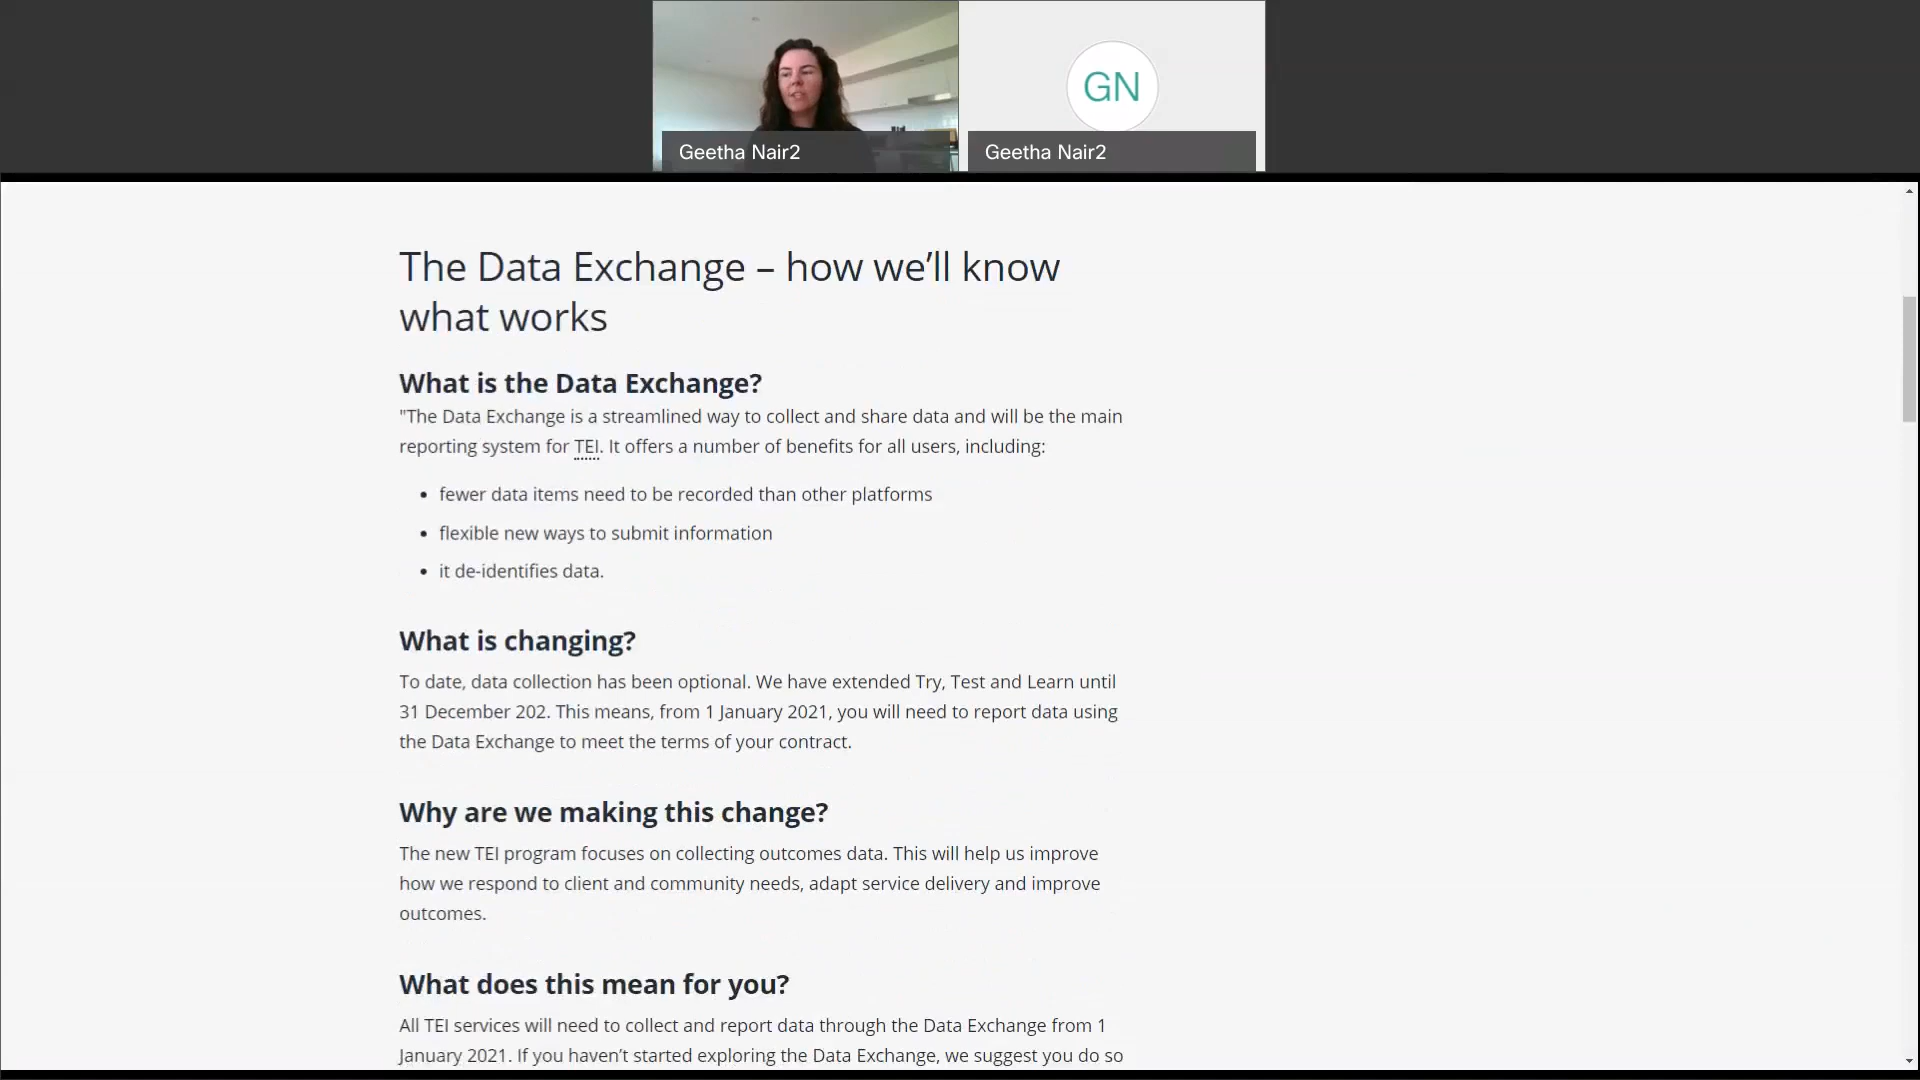 GN
Geetha Nair2
Geetha Nair2
The Data Exchange – how we’ll know
what works
What is the Data Exchange?
"The Data Exchange is a streamlined way to collect and share data and will be the main
reporting system for TEI. It offers a number of benefits for all users, including:
• fewer data items need to be recorded than other platforms
• flexible new ways to submit information
• it de-identifies data.
What is changing?
To date, data collection has been optional. We have extended Try, Test and Learn until
31 December 202. This means, from 1 January 2021, you will need to report data using
the Data Exchange to meet the terms of your contract.
Why are we making this change?
The new TEI program focuses on collecting outcomes data. This will help us improve
how we respond to client and community needs, adapt service delivery and improve
outcomes.
What does this mean for you?
All TEI services will need to collect and report data through the Data Exchange from 1
January 2021. If you haven’t started exploring the Data Exchange, we suggest you do so